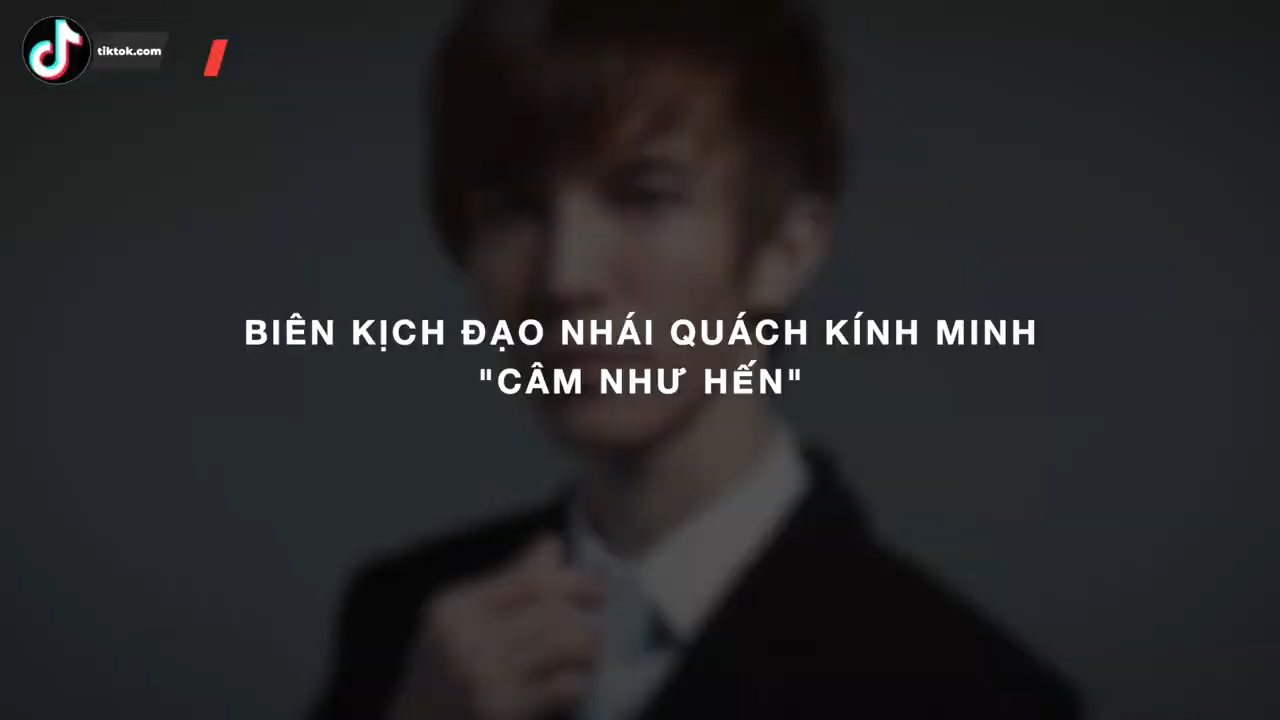 tiktok.com
BIÊN KỊCH ĐẠO NHÁI QUÁCH KÍNH MINH
"CÂM NHƯ HẾN"